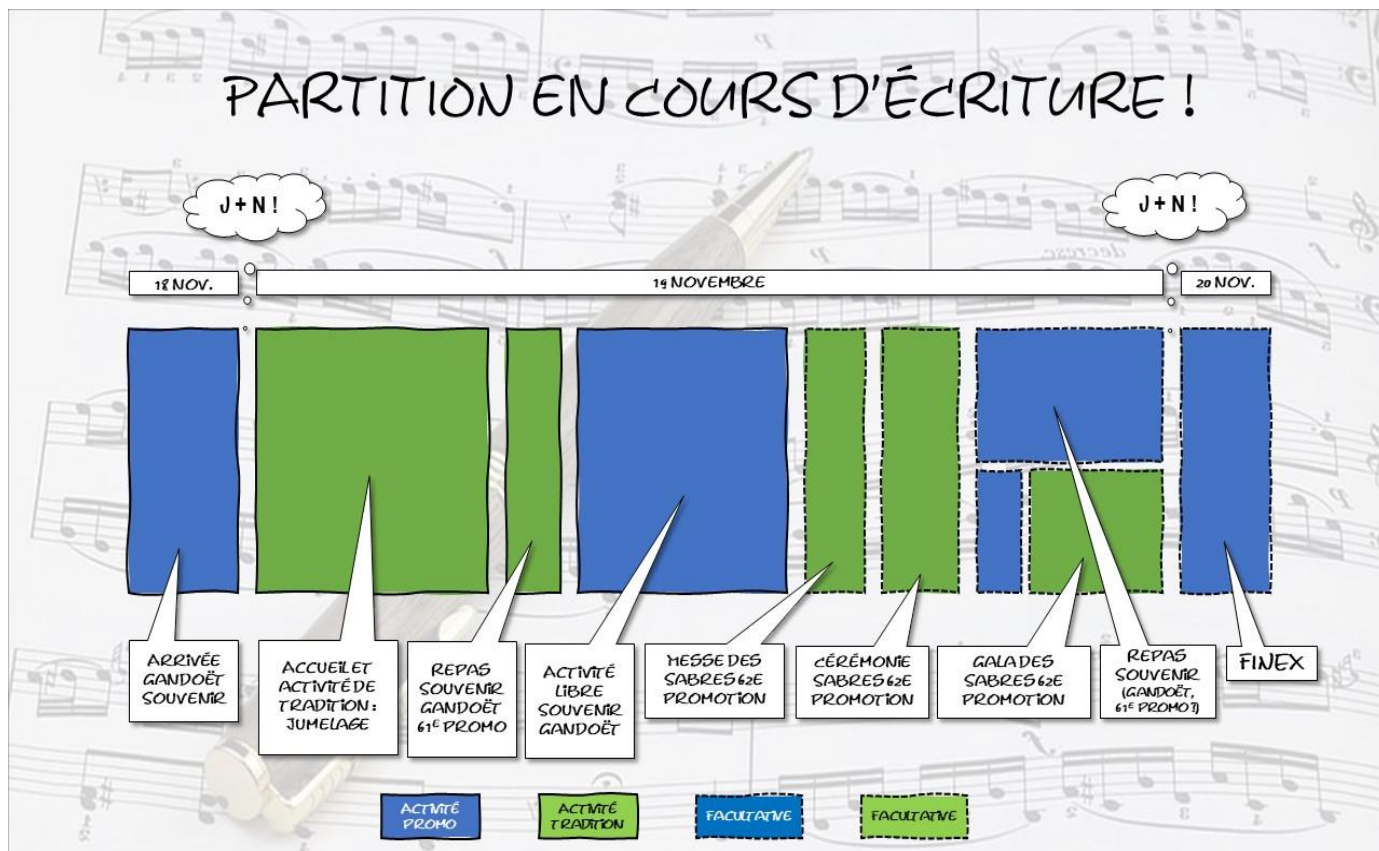 PARTITION EN COURS D'ÉCRITURE !
J + N !
J + N !
18 NOV.
19 NOVEMBRE
20 NOV.
ARRIVÉE
GANDOËT
SOUVENIR
ACCUEIL ET
ACTIVITÉ DE
TRADITION :
JUMELAGE
REPAS
SOUVENIR
GANDOËT
61E PROMO
ACTIVITÉ
LIBRE
SOUVENIR
GANDOËT
MESSE DES
SABRES 62E
PROMOTION
CÉRÉMONIE
SABRES 62E
PROMOTION
GALA DES
SABRES 62E
PROMOTION
REPAS
SOUVENIR
(GANDOËT,
61E PROMO ?)
FINEX
ACTIVITÉ
PROMO
ACTIVITÉ
TRADITION
FACULTATIVE
FACULTATIVE